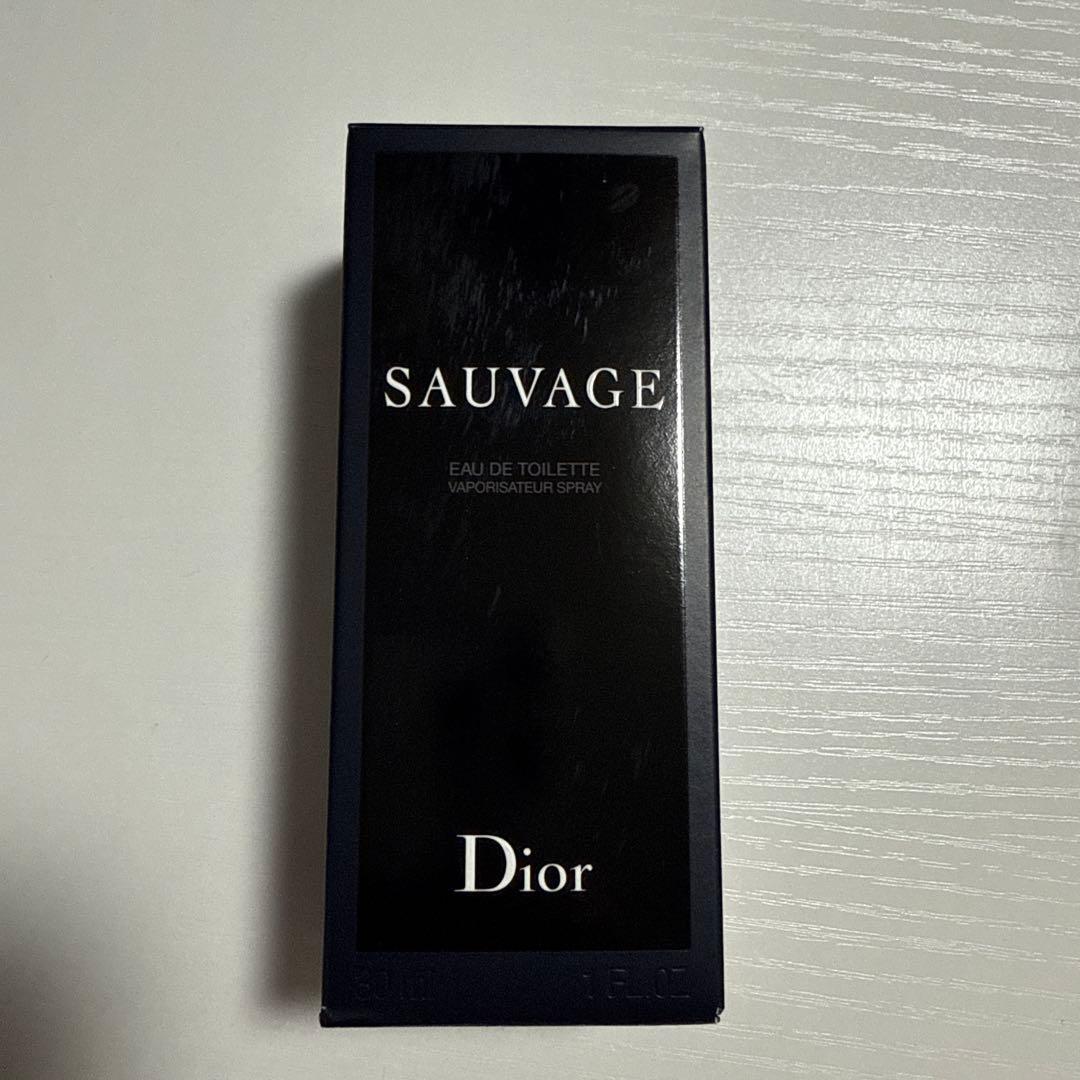 SAUVAGE
EAU DE TOILETTE
VAPORISATEUR SPRAY
Dior
30 ml 1 FL.OZ